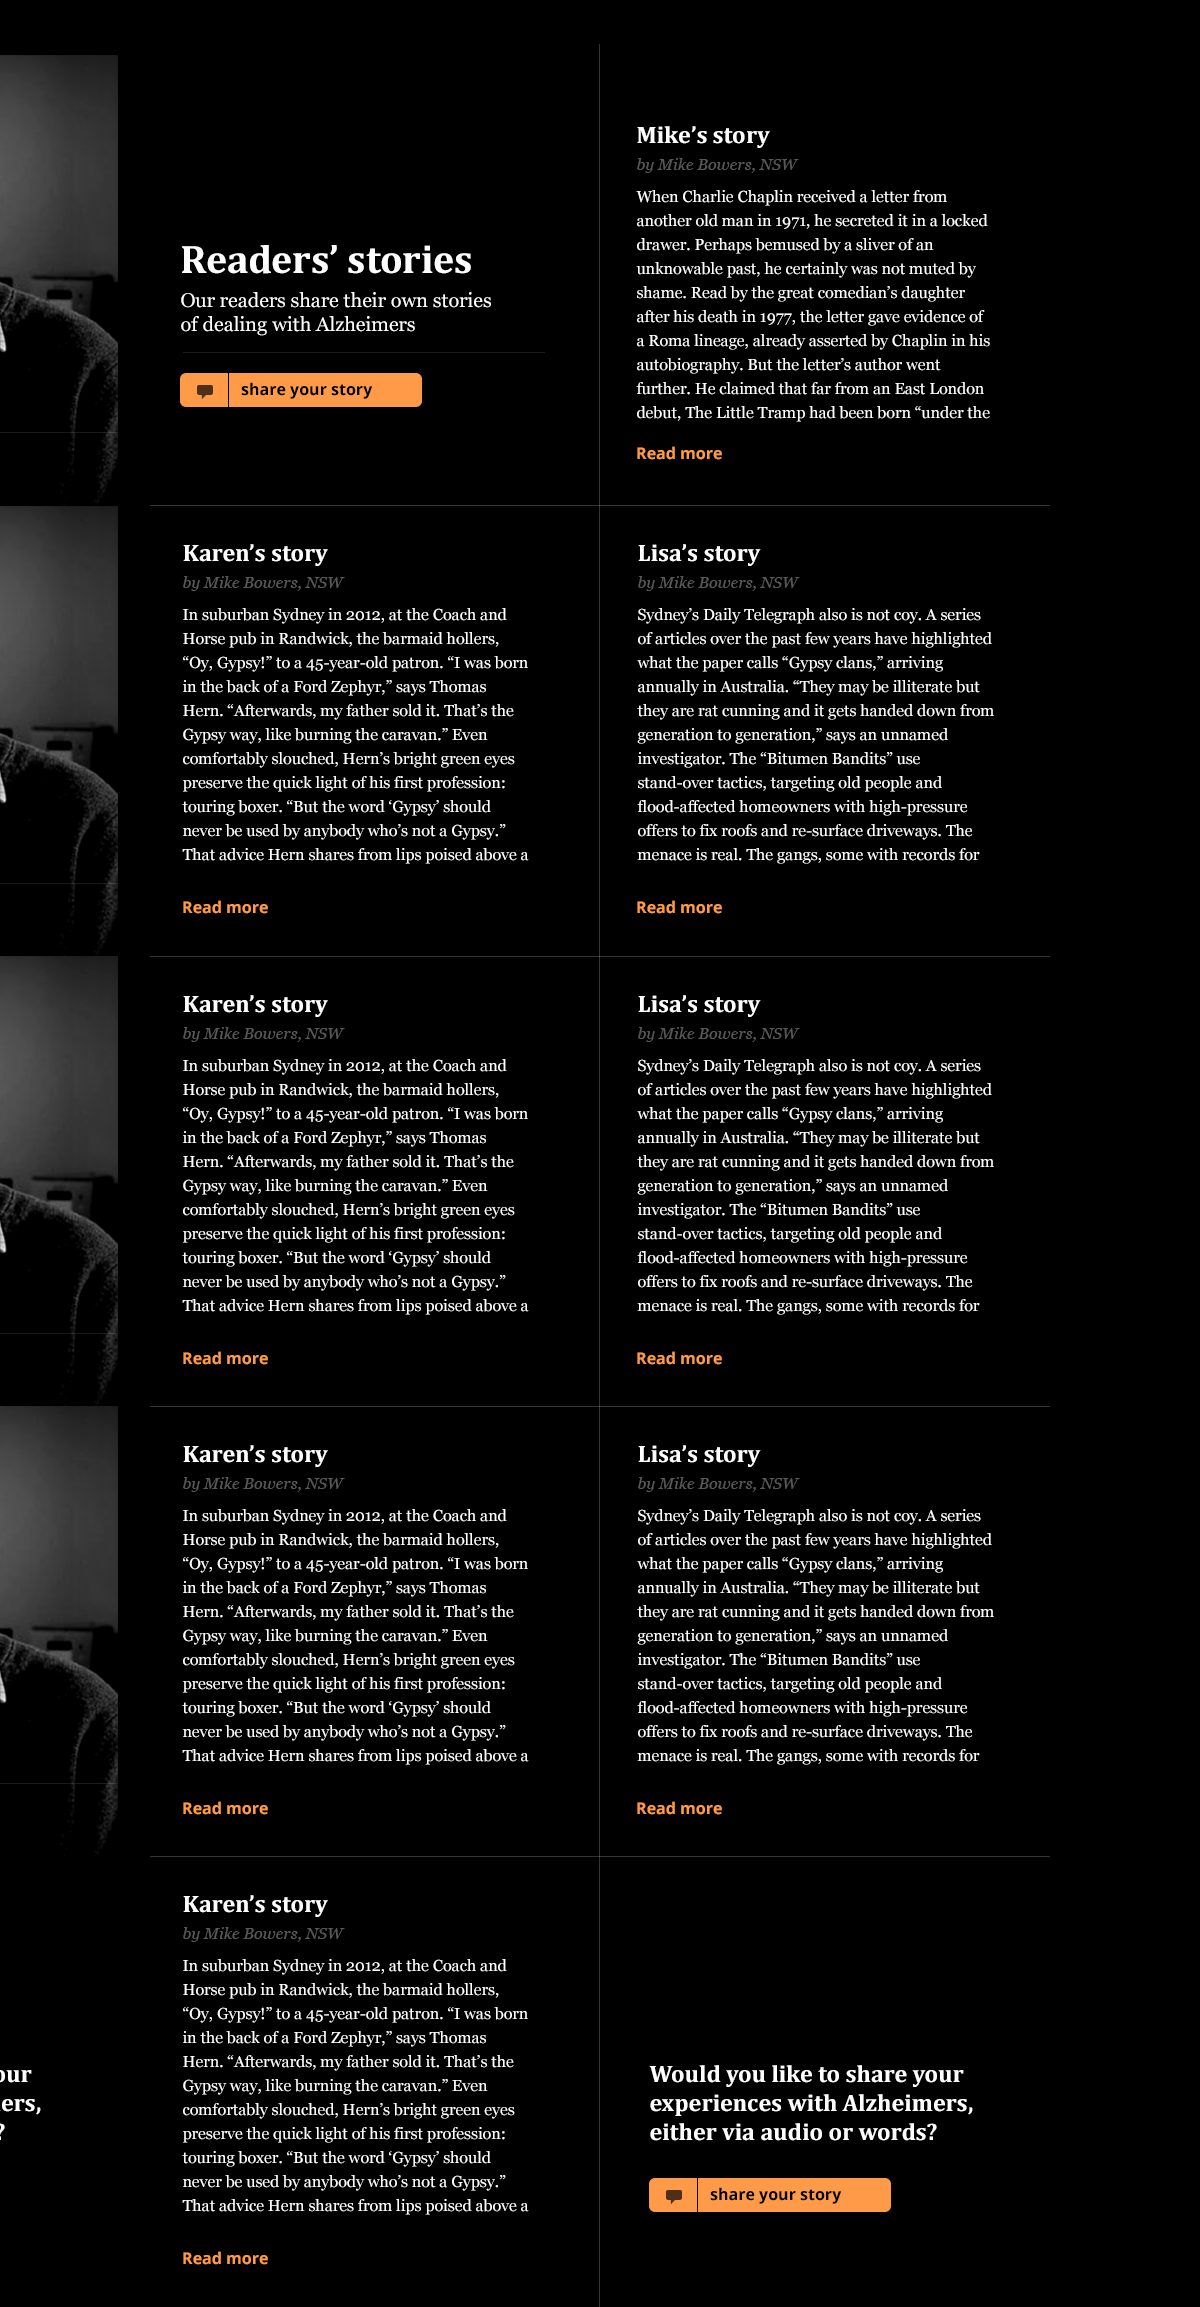 Readers’ stories
Our readers share their own stories
of dealing with Alzheimers
share your story
Mike’s story
by Mike Bowers, NSW
When Charlie Chaplin received a letter from
another old man in 1971, he secreted it in a locked
drawer. Perhaps bemused by a sliver of an
unknowable past, he certainly was not muted by
shame. Read by the great comedian’s daughter
after his death in 1977, the letter gave evidence of
a Roma lineage, already asserted by Chaplin in his
autobiography. But the letter’s author went
further. He claimed that far from an East London
debut, The Little Tramp had been born “under the
Read more
Karen’s story
by Mike Bowers, NSW
In suburban Sydney in 2012, at the Coach and
Horse pub in Randwick, the barmaid hollers,
“Oy, Gypsy!” to a 45-year-old patron. “I was born
in the back of a Ford Zephyr,” says Thomas
Hern. “Afterwards, my father sold it. That’s the
Gypsy way, like burning the caravan.” Even
comfortably slouched, Hern’s bright green eyes
preserve the quick light of his first profession:
touring boxer. “But the word ‘Gypsy’ should
never be used by anybody who’s not a Gypsy.”
That advice Hern shares from lips poised above a
Read more
Lisa’s story
by Mike Bowers, NSW
Sydney’s Daily Telegraph also is not coy. A series
of articles over the past few years have highlighted
what the paper calls “Gypsy clans,” arriving
annually in Australia. “They may be illiterate but
they are rat cunning and it gets handed down from
generation to generation,” says an unnamed
investigator. The “Bitumen Bandits” use
stand-over tactics, targeting old people and
flood-affected homeowners with high-pressure
offers to fix roofs and re-surface driveways. The
menace is real. The gangs, some with records for
Read more
Karen’s story
by Mike Bowers, NSW
In suburban Sydney in 2012, at the Coach and
Horse pub in Randwick, the barmaid hollers,
“Oy, Gypsy!” to a 45-year-old patron. “I was born
in the back of a Ford Zephyr,” says Thomas
Hern. “Afterwards, my father sold it. That’s the
Gypsy way, like burning the caravan.” Even
comfortably slouched, Hern’s bright green eyes
preserve the quick light of his first profession:
touring boxer. “But the word ‘Gypsy’ should
never be used by anybody who’s not a Gypsy.”
That advice Hern shares from lips poised above a
Read more
Lisa’s story
by Mike Bowers, NSW
Sydney’s Daily Telegraph also is not coy. A series
of articles over the past few years have highlighted
what the paper calls “Gypsy clans,” arriving
annually in Australia. “They may be illiterate but
they are rat cunning and it gets handed down from
generation to generation,” says an unnamed
investigator. The “Bitumen Bandits” use
stand-over tactics, targeting old people and
flood-affected homeowners with high-pressure
offers to fix roofs and re-surface driveways. The
menace is real. The gangs, some with records for
Read more
Karen’s story
by Mike Bowers, NSW
In suburban Sydney in 2012, at the Coach and
Horse pub in Randwick, the barmaid hollers,
“Oy, Gypsy!” to a 45-year-old patron. “I was born
in the back of a Ford Zephyr,” says Thomas
Hern. “Afterwards, my father sold it. That’s the
Gypsy way, like burning the caravan.” Even
comfortably slouched, Hern’s bright green eyes
preserve the quick light of his first profession:
touring boxer. “But the word ‘Gypsy’ should
never be used by anybody who’s not a Gypsy.”
That advice Hern shares from lips poised above a
Read more
Lisa’s story
by Mike Bowers, NSW
Sydney’s Daily Telegraph also is not coy. A series
of articles over the past few years have highlighted
what the paper calls “Gypsy clans,” arriving
annually in Australia. “They may be illiterate but
they are rat cunning and it gets handed down from
generation to generation,” says an unnamed
investigator. The “Bitumen Bandits” use
stand-over tactics, targeting old people and
flood-affected homeowners with high-pressure
offers to fix roofs and re-surface driveways. The
menace is real. The gangs, some with records for
Read more
Karen’s story
by Mike Bowers, NSW
In suburban Sydney in 2012, at the Coach and
Horse pub in Randwick, the barmaid hollers,
“Oy, Gypsy!” to a 45-year-old patron. “I was born
in the back of a Ford Zephyr,” says Thomas
Hern. “Afterwards, my father sold it. That’s the
Gypsy way, like burning the caravan.” Even
comfortably slouched, Hern’s bright green eyes
preserve the quick light of his first profession:
touring boxer. “But the word ‘Gypsy’ should
never be used by anybody who’s not a Gypsy.”
That advice Hern shares from lips poised above a
Read more
Would you like to share your
experiences with Alzheimers,
either via audio or words?
share your story